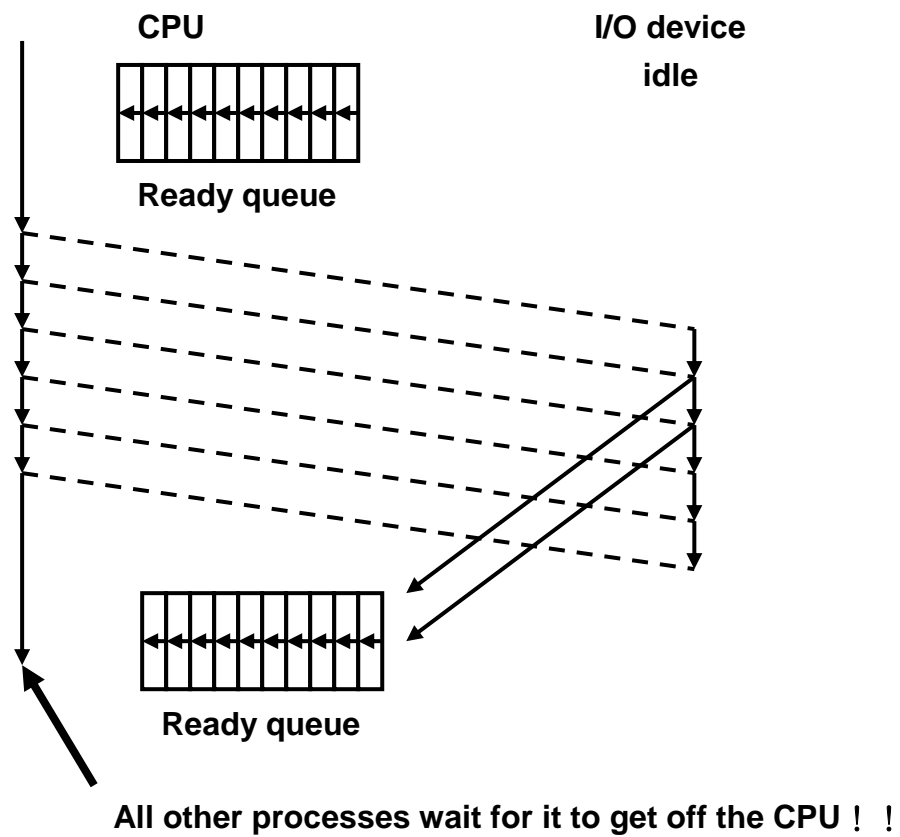 CPU
I/O device
idle
Ready queue
Ready queue
All other processes wait for it to get off the CPU！！